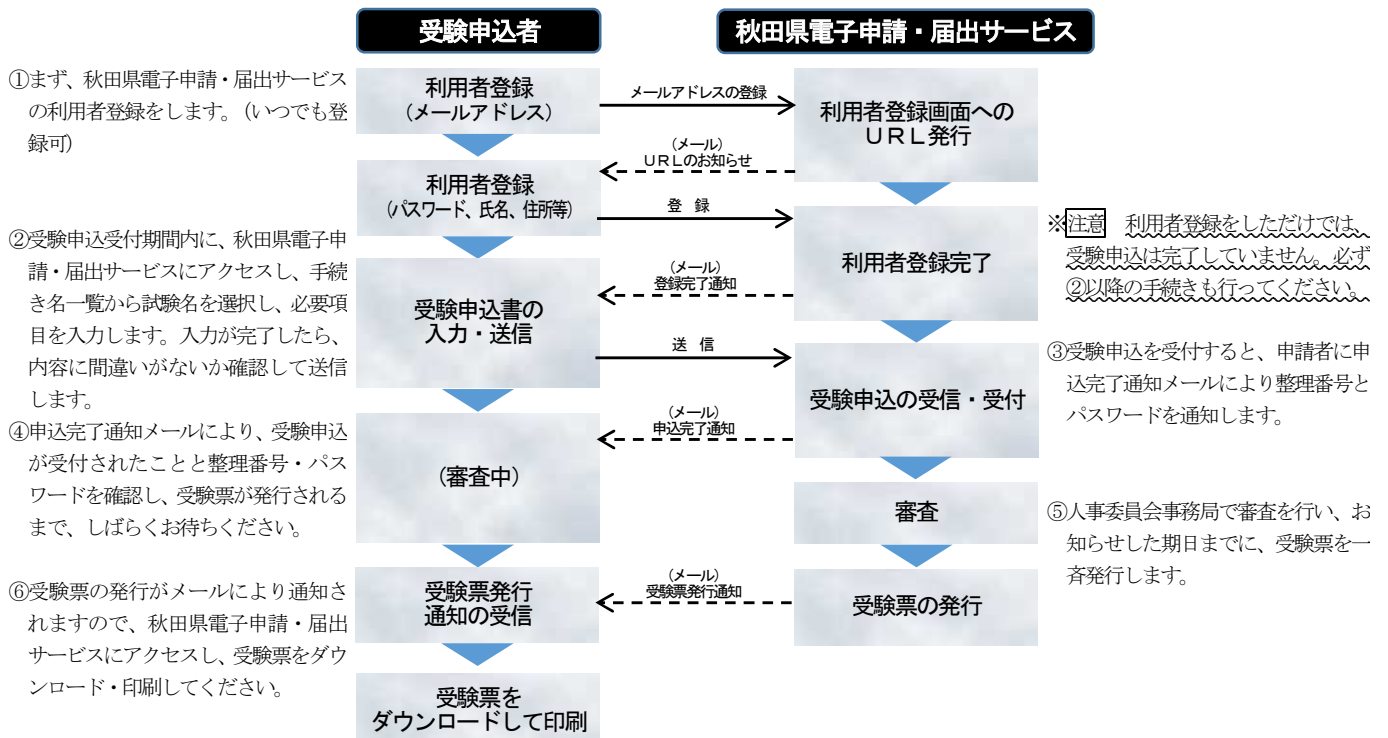 受験申込者
秋田県電子申請・届出サービス
①まず、秋田県電子申請・届出サービス
の利用者登録をします。（いつでも登
録可）
利用者登録
（メールアドレス）
メールアドレスの登録
利用者登録画面への
ＵＲＬ発行
（メール）
ＵＲＬのお知らせ
利用者登録
（パスワード、氏名、住所等）
登　録
利用者登録完了
※注意　利用者登録をしただけでは、
受験申込は完了していません。必ず
②以降の手続きも行ってください。
②受験申込受付期間内に、秋田県電子申
請・届出サービスにアクセスし、手続
き名一覧から試験名を選択し、必要項
目を入力します。入力が完了したら、
内容に間違いがないか確認して送信
します。
（メール）
登録完了通知
受験申込書の
入力・送信
送　信
受験申込の受信・受付
③受験申込を受付すると、申請者に申
込完了通知メールにより整理番号と
パスワードを通知します。
（メール）
申込完了通知
④申込完了通知メールにより、受験申込
が受付されたことと整理番号・パス
ワードを確認し、受験票が発行される
まで、しばらくお待ちください。
（審査中）
審査
⑤人事委員会事務局で審査を行い、お
知らせした期日までに、受験票を一
斉発行します。
（メール）
受験票発行通知
受験票の発行
受験票発行
通知の受信
⑥受験票の発行がメールにより通知さ
れますので、秋田県電子申請・届出
サービスにアクセスし、受験票をダウ
ンロード・印刷してください。
受験票を
ダウンロードして印刷